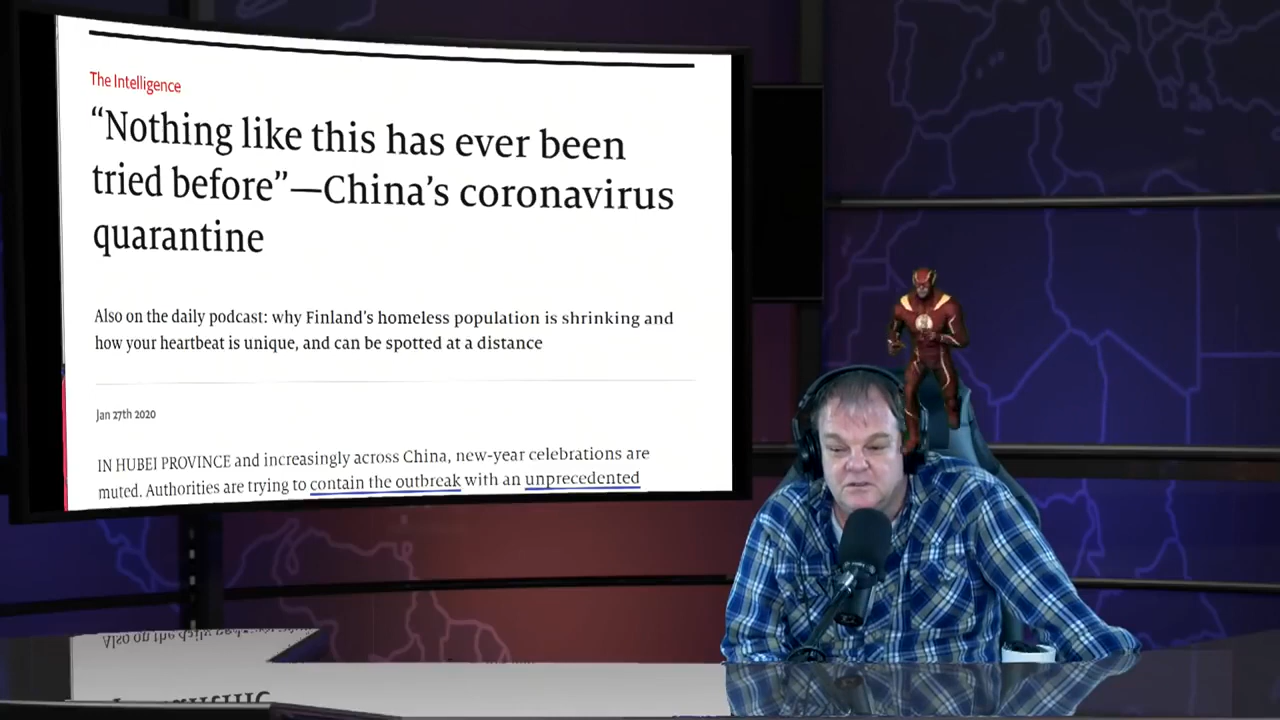 The Intelligence
“Nothing like this has ever been
tried before”—China’s coronavirus
quarantine
Also on the daily podcast: why Finland’s homeless population is shrinking and
how your heartbeat is unique, and can be spotted at a distance
Jan 27th 2020
IN HUBEI PROVINCE and increasingly across China, new-year celebrations are
muted. Authorities are trying to contain the outbreak with an unprecedented